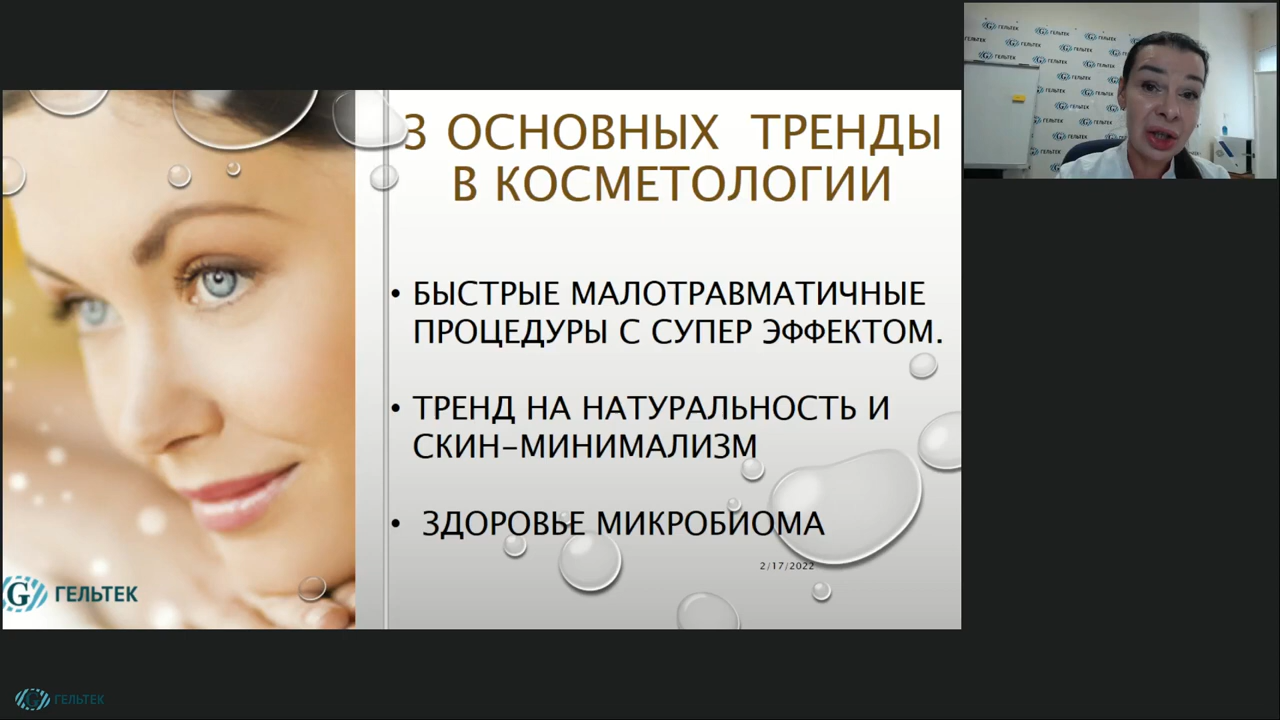 3 ОСНОВНЫХ ТРЕНДЫ
В КОСМЕТОЛОГИИ
• БЫСТРЫЕ МАЛОТРАВМАТИЧНЫЕ
ПРОЦЕДУРЫ С СУПЕР ЭФФЕКТОМ.
• ТРЕНД НА НАТУРАЛЬНОСТЬ И
СКИН-МИНИМАЛИЗМ
• ЗДОРОВЬЕ МИКРОБИОМА
2/17/2022
G ГЕЛЬТЕК
G ГЕЛЬТЕК
ГЕЛЬТЕК